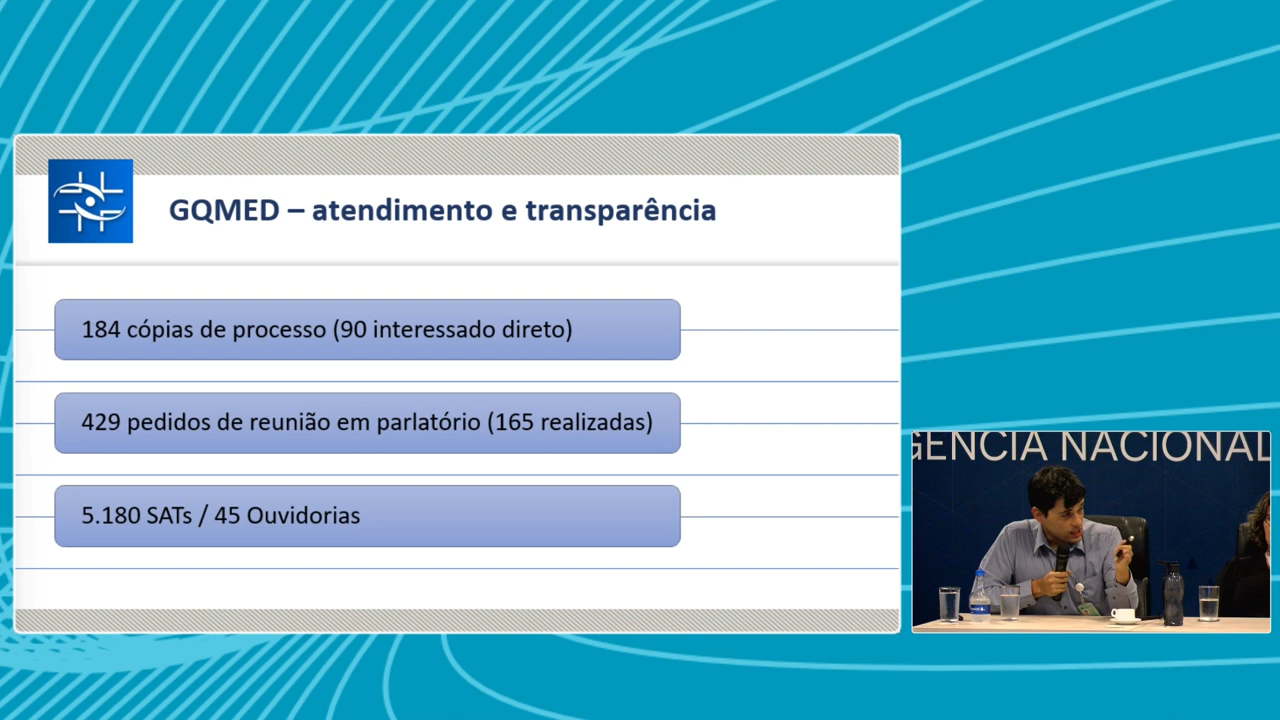 GQMED – atendimento e transparência
184 cópias de processo (90 interessado direto)
429 pedidos de reunião em parlatório (165 realizadas)
5.180 SATs / 45 Ouvidorias
GÊNCIA NACIONAL